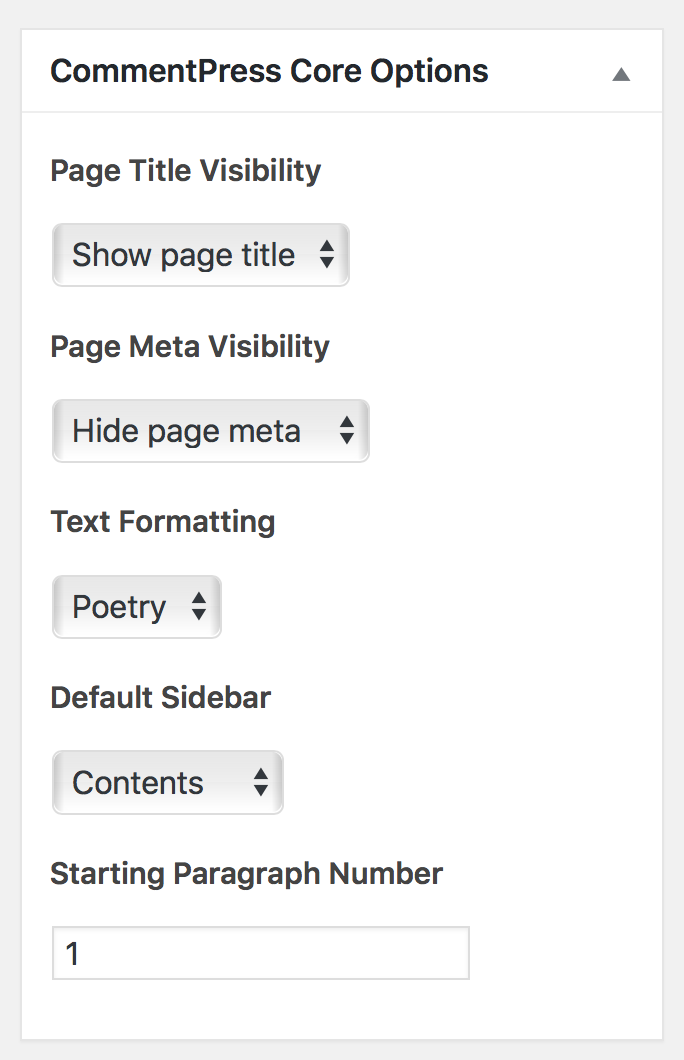 CommentPress Core Options
Page Title Visibility
Show page title
Page Meta Visibility
Hide page meta
Text Formatting
Poetry
Default Sidebar
Contents
Starting Paragraph Number
1